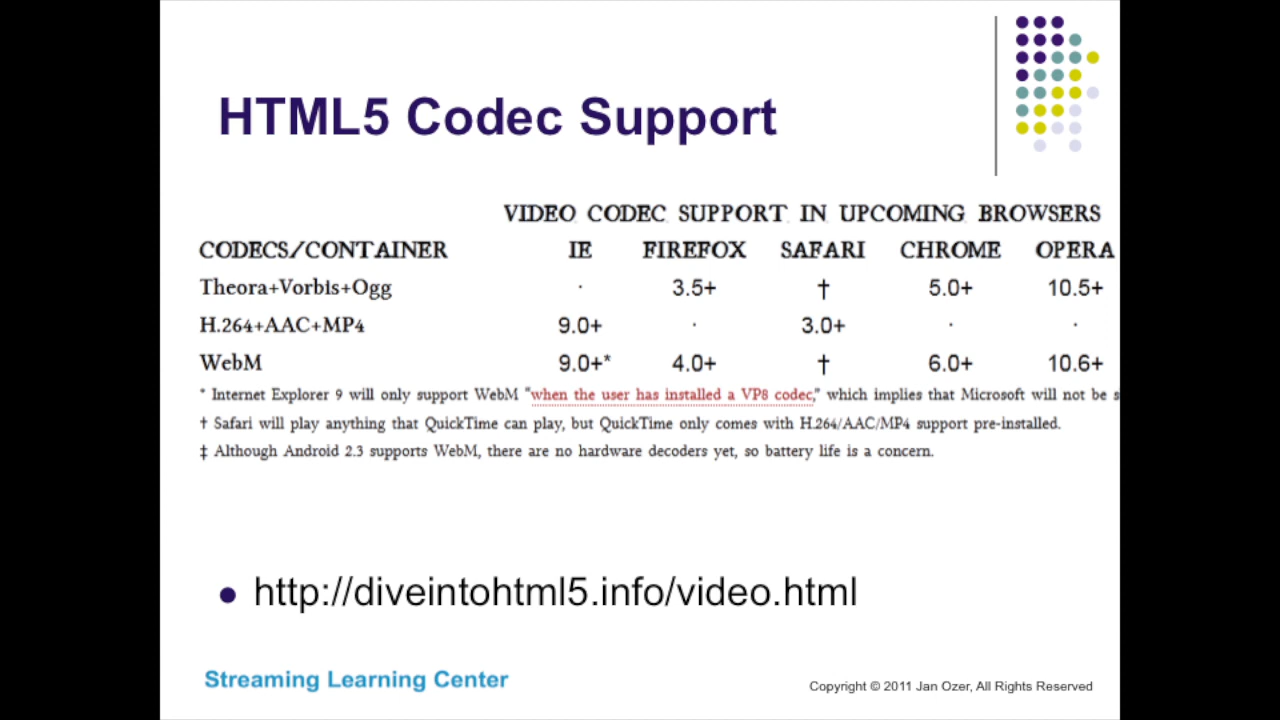 HTML5 Codec Support
VIDEO CODEC SUPPORT IN UPCOMING BROWSERS
CODECS/CONTAINER IE FIREFOX SAFARI CHROME OPERA
Theora+Vorbis+Ogg · 3.5+ † 5.0+ 10.5+
H.264+AAC+MP4 9.0+ · 3.0+ · ·
WebM 9.0+* 4.0+ † 6.0+ 10.6+
* Internet Explorer 9 will only support WebM “when the user has installed a VP8 codec,” which implies that Microsoft will not be
† Safari will play anything that QuickTime can play, but QuickTime only comes with H.264/AAC/MP4 support pre-installed.
‡ Although Android 2.3 supports WebM, there are no hardware decoders yet, so battery life is a concern.
● http://diveintohtml5.info/video.html
Streaming Learning Center
Copyright © 2011 Jan Ozer, All Rights Reserved